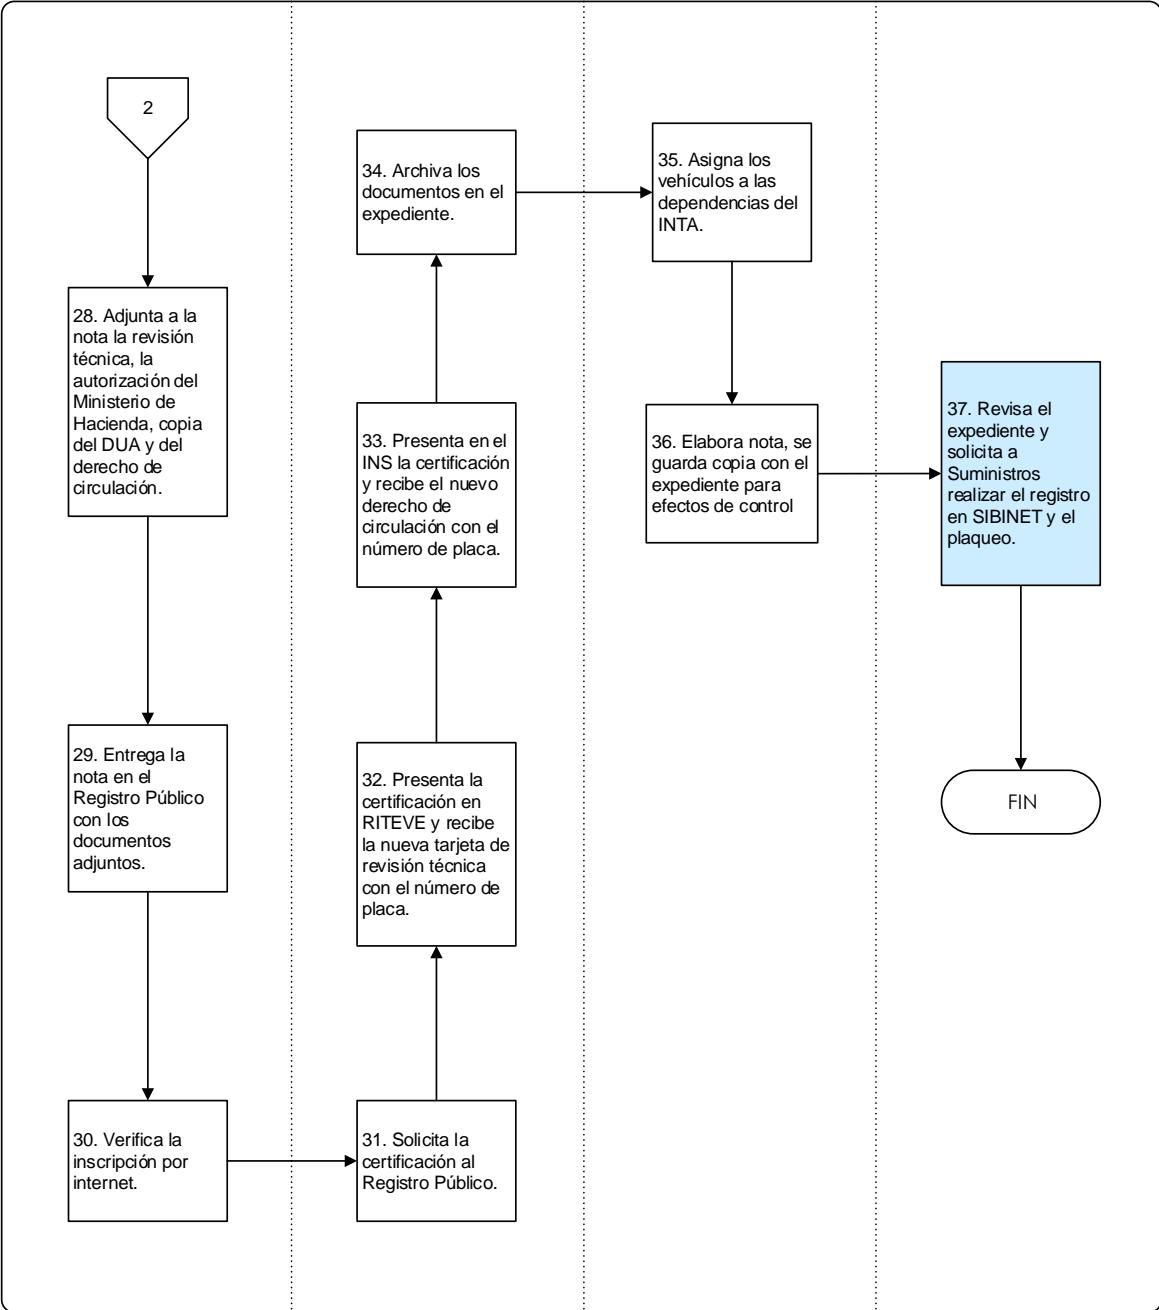 2
28. Adjunta a la
nota la revisión
técnica, la
autorización del
Ministerio de
Hacienda, copia
del DUA y del
derecho de
circulación.
29. Entrega la
nota en el
Registro Público
con los
documentos
adjuntos.
30. Verifica la
inscripción por
internet.
31. Solicita la
certificación al
Registro Público.
32. Presenta la
certificación en
RITEVE y recibe
la nueva tarjeta de
revisión técnica
con el número de
placa.
33. Presenta en el
INS la certificación
y recibe el nuevo
derecho de
circulación con el
número de placa.
34. Archiva los
documentos en el
expediente.
35. Asigna los
vehículos a las
dependencias del
INTA.
36. Elabora nota, se
guarda copia con el
expediente para
efectos de control
37. Revisa el
expediente y
solicita a
Suministros
realizar el registro
en SIBINET y el
plaqueo.
FIN